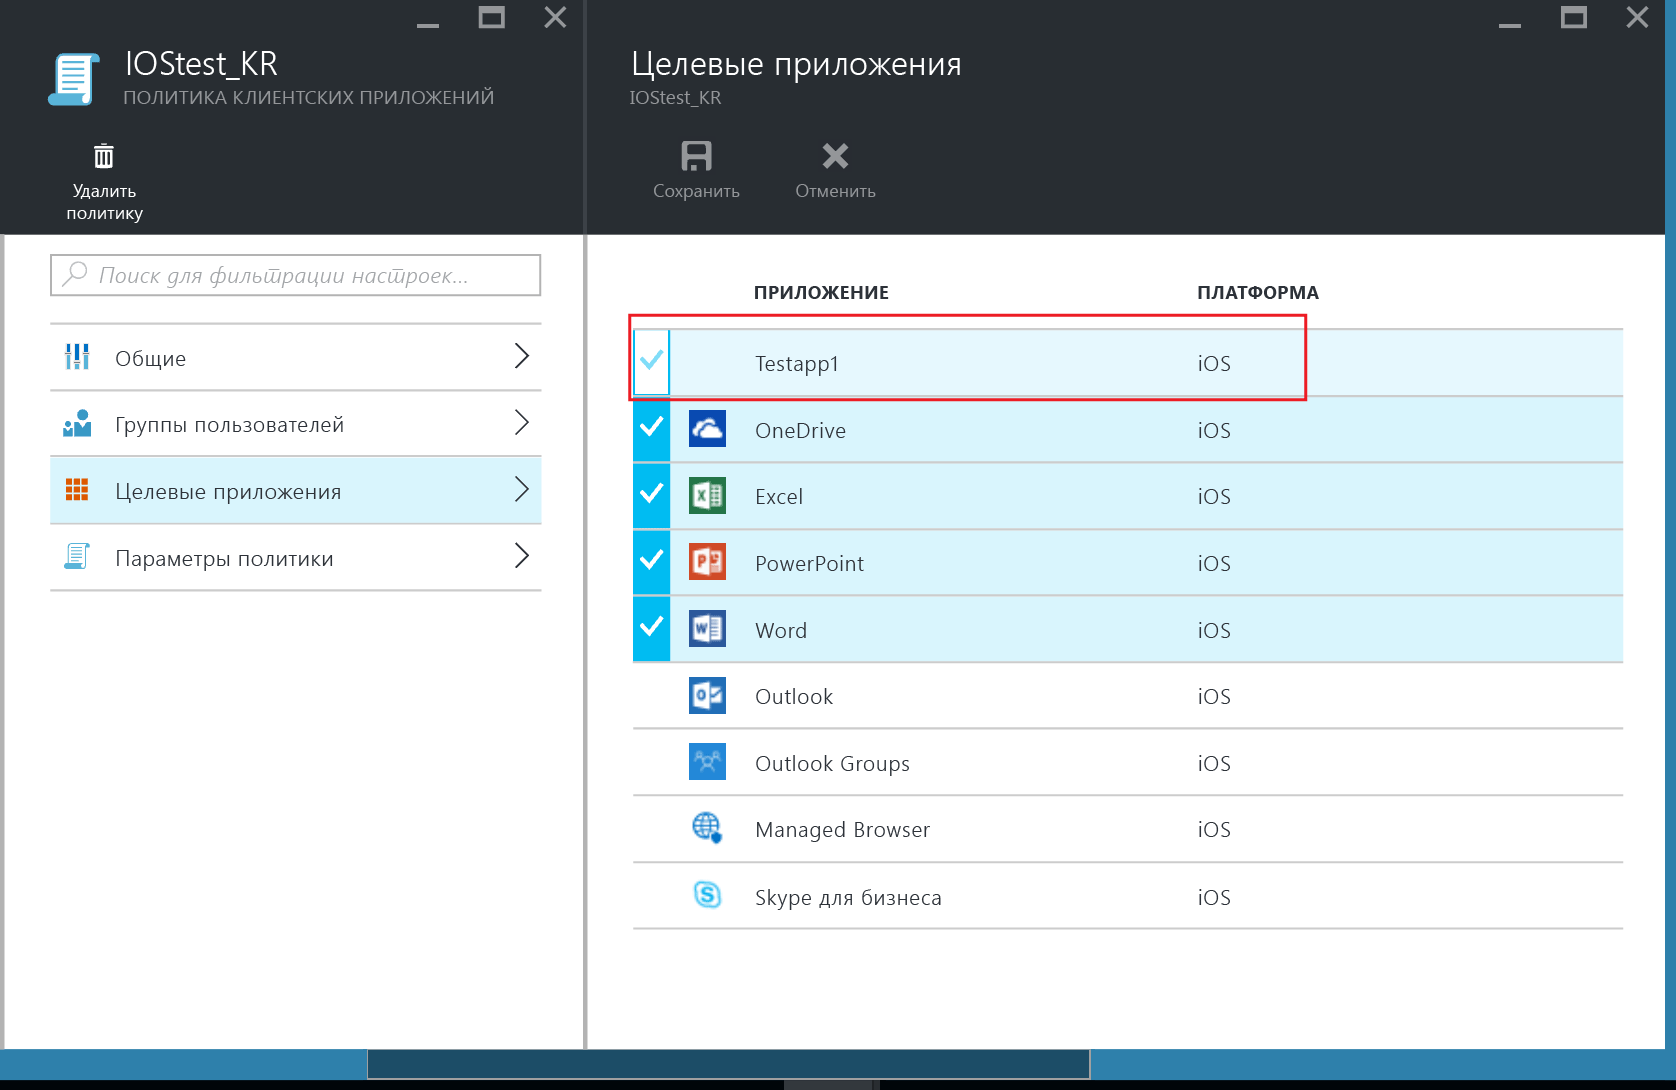 IOStest_KR
ПОЛИТИКА КЛИЕНТСКИХ ПРИЛОЖЕНИЙ
Удалить
политику
Поиск для фильтрации настроек...
Общие
Группы пользователей
Целевые приложения
Параметры политики
Целевые приложения
IOStest_KR
Сохранить
Отменить
ПРИЛОЖЕНИЕ ПЛАТФОРМА
Testapp1 iOS
OneDrive iOS
Excel iOS
PowerPoint iOS
Word iOS
Outlook iOS
Outlook Groups iOS
Managed Browser iOS
Skype для бизнеса iOS